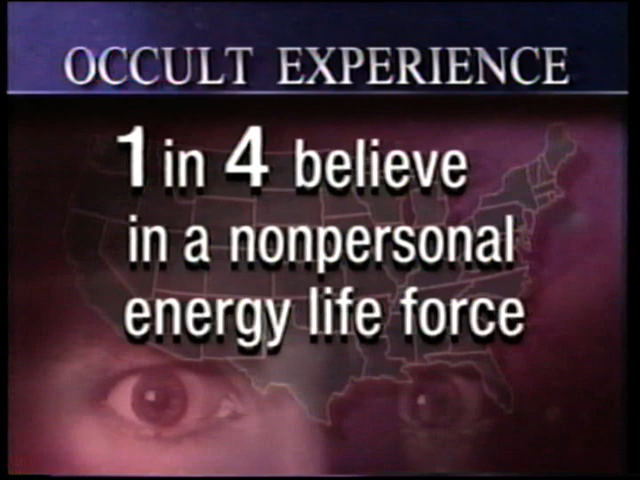 OCCULT EXPERIENCE
1 in 4 believe
in a nonpersonal
energy life force